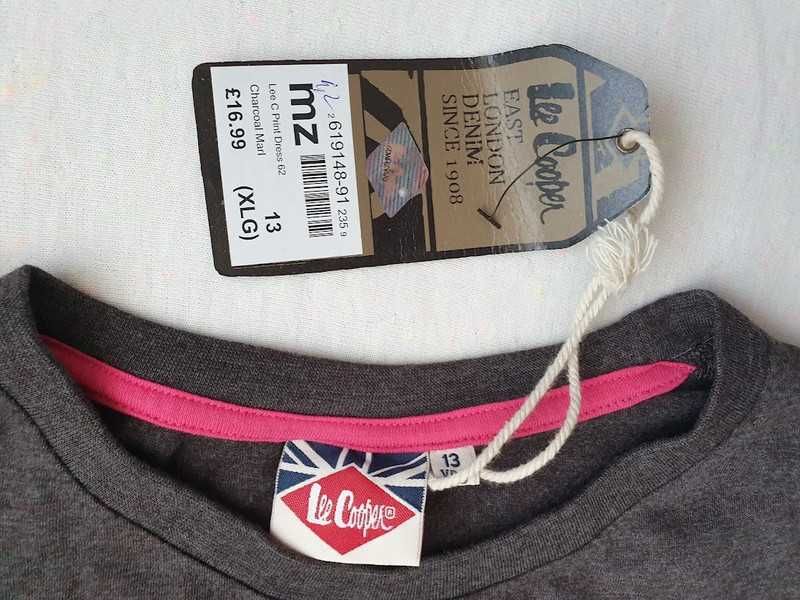 Lee Cooper
EAST
LONDON
DENIM
SINCE 1908
2 619148-91 235 9
mz
Lee C Print Dress 62
Charcoal Marl
£16.99
13
(XLG)
Lee Cooper®
13